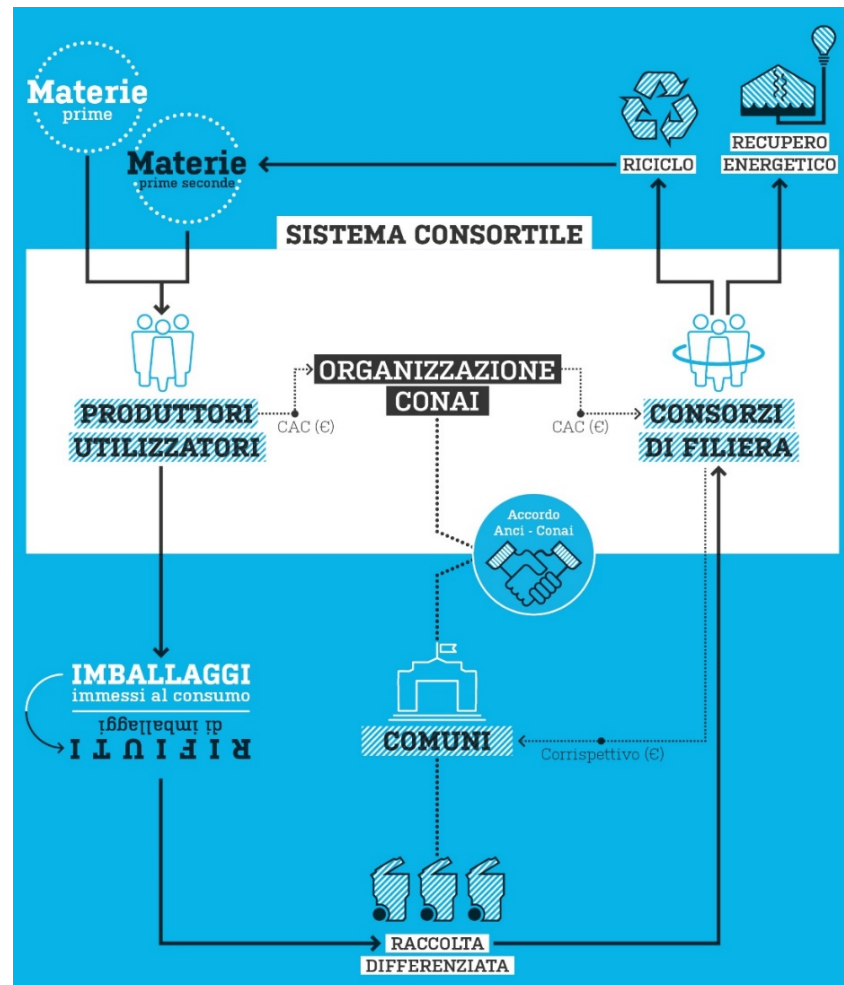 Materie
prime
Materie
prime seconde
RICICLO
RECUPERO
ENERGETICO
SISTEMA CONSORTILE
PRODUTTORI
UTILIZZATORI
CAC (€)
ORGANIZZAZIONE
CONAI
CAC (€)
CONSORZI
DI FILIERA
Accordo
Anci - Conai
IMBALLAGGI
immessi al consumo
RIFIUTI
di imballaggi
COMUNI
Corrispettivo (€)
RACCOLTA
DIFFERENZIATA